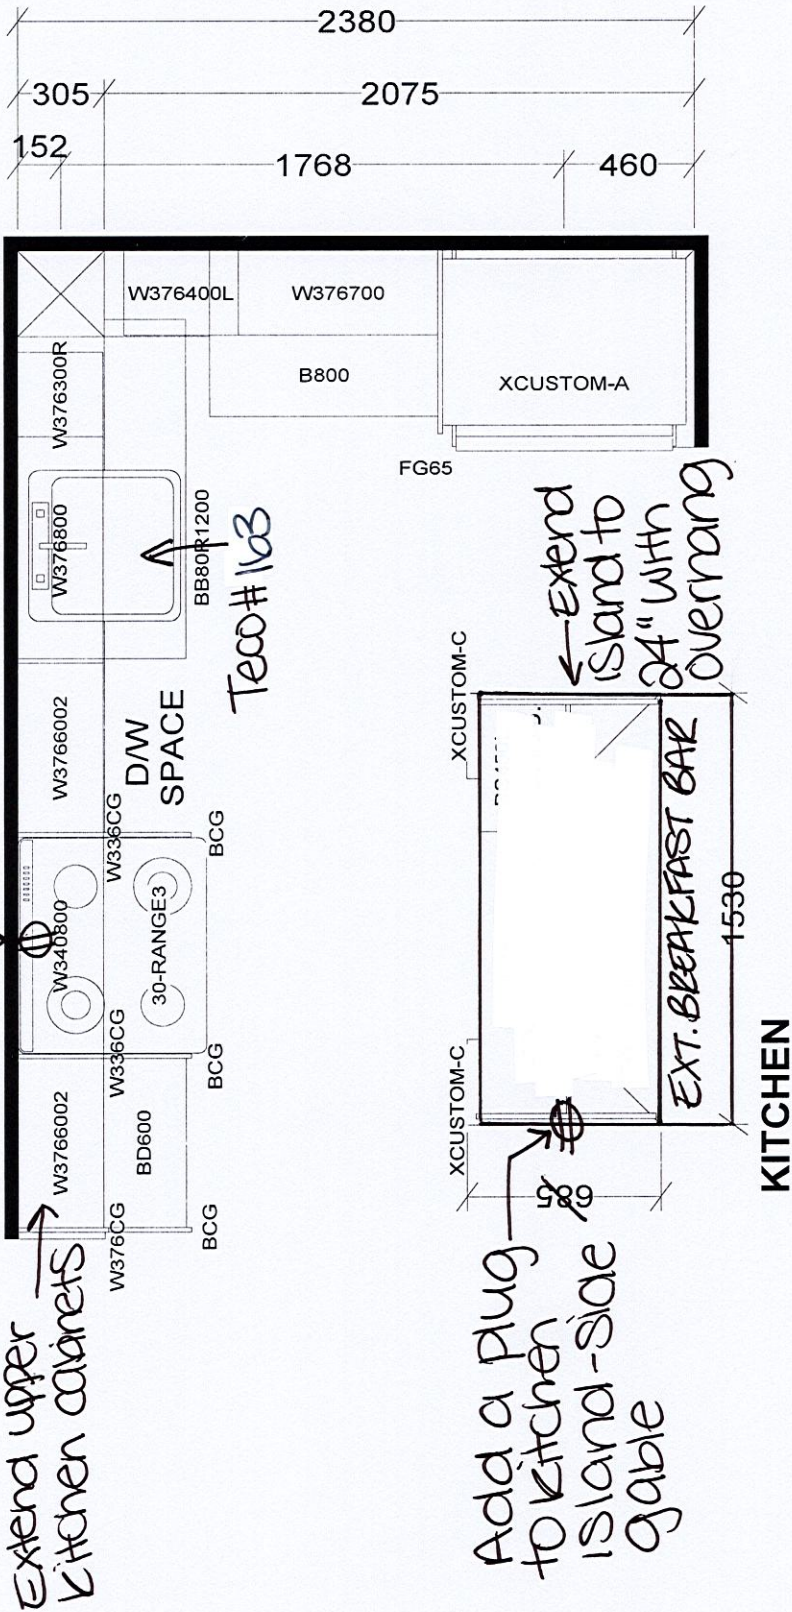 2380
305
2075
152
1768
460
W376400L
W376700
B800
XCUSTOM-A
FG65
W376300R
W376800
BB80R1200
Teco# 163
W3766002
D/W
SPACE
W336CG
BCG
W340800
30-RANGE3
W336CG
BCG
W3766002
BD600
W376CG
BCG
Extend upper
kitchen cabinets
← Extend
island to
24" with
overhang
XCUSTOM-C
XCUSTOM-C
EXT. BREAKFAST BAR
1530
685
Add a plug
to kitchen
island-side
gable
KITCHEN